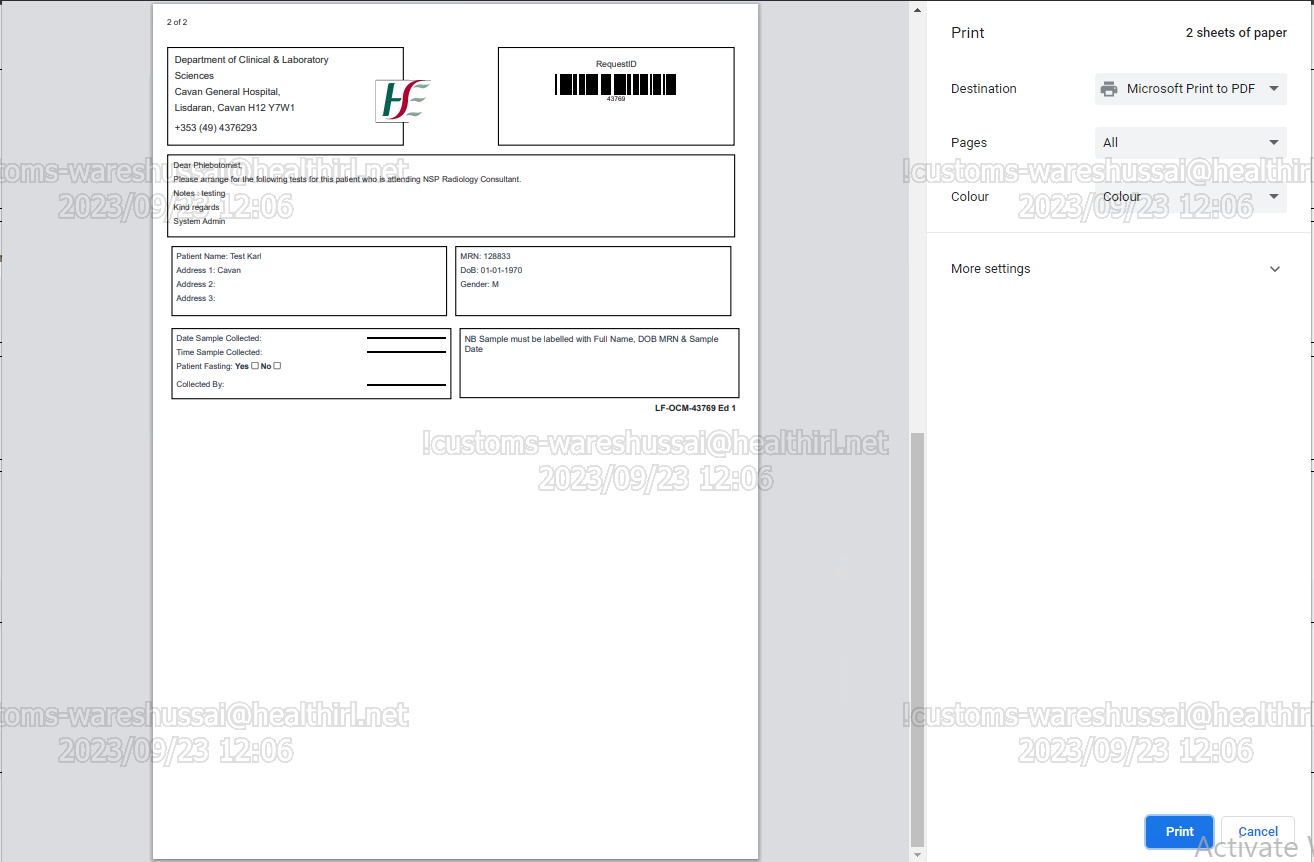 2 of 2
Department of Clinical & Laboratory
Sciences
Cavan General Hospital,
Lisdaran, Cavan H12 Y7W1
+353 (49) 4376293
HSE
RequestID
43769
Dear Phlebotomist,
Please arrange for the following tests for this patient who is attending NSP Radiology Consultant.
Notes : testing
Kind regards
System Admin
Patient Name: Test Karl
Address 1: Cavan
Address 2:
Address 3:
MRN: 128833
DoB: 01-01-1970
Gender: M
Date Sample Collected:
Time Sample Collected:
Patient Fasting: Yes No
Collected By:
NB Sample must be labelled with Full Name, DOB MRN & Sample
Date
LF-OCM-43769 Ed 1
Print
2 sheets of paper
Destination
Microsoft Print to PDF
Pages
All
Colour
Colour
More settings
Print
Cancel
Activate
toms-wareshussai@healthirl.net
2023/09/23 12:06
!customs-wareshussai@healthirl
2023/09/23 12:06
!customs-wareshussai@healthirl.net
2023/09/23 12:06
toms-wareshussai@healthirl.net
2023/09/23 12:06
!customs-wareshussai@healthirl
2023/09/23 12:06